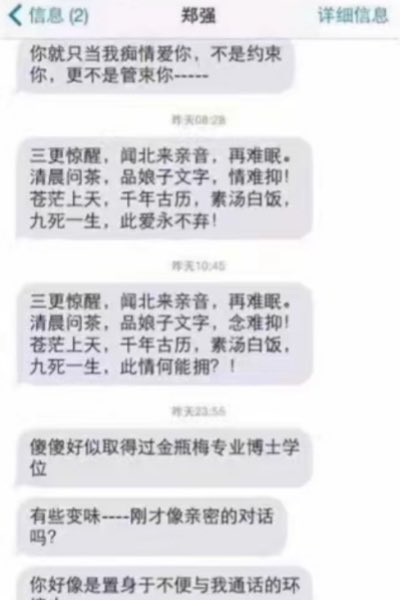 信息 (2)
郑强
详细信息
你就只当我痴情爱你，不是约束
你，更不是管束你-----
昨天08:28
三更惊醒，闻北来亲音，再难眠。
清晨问茶，品娘子文字，情难抑！
苍茫上天，千年古历，素汤白饭，
九死一生，此爱永不弃！
昨天10:45
三更惊醒，闻北来亲音，再难眠。
清晨问茶，品娘子文字，念难抑！
苍茫上天，千年古历，素汤白饭，
九死一生，此情何能拥？！
昨天23:55
傻傻好似取得过金瓶梅专业博士学
位
有些变味----刚才像亲密的对话
吗？
你好像是置身于不便与我通话的环